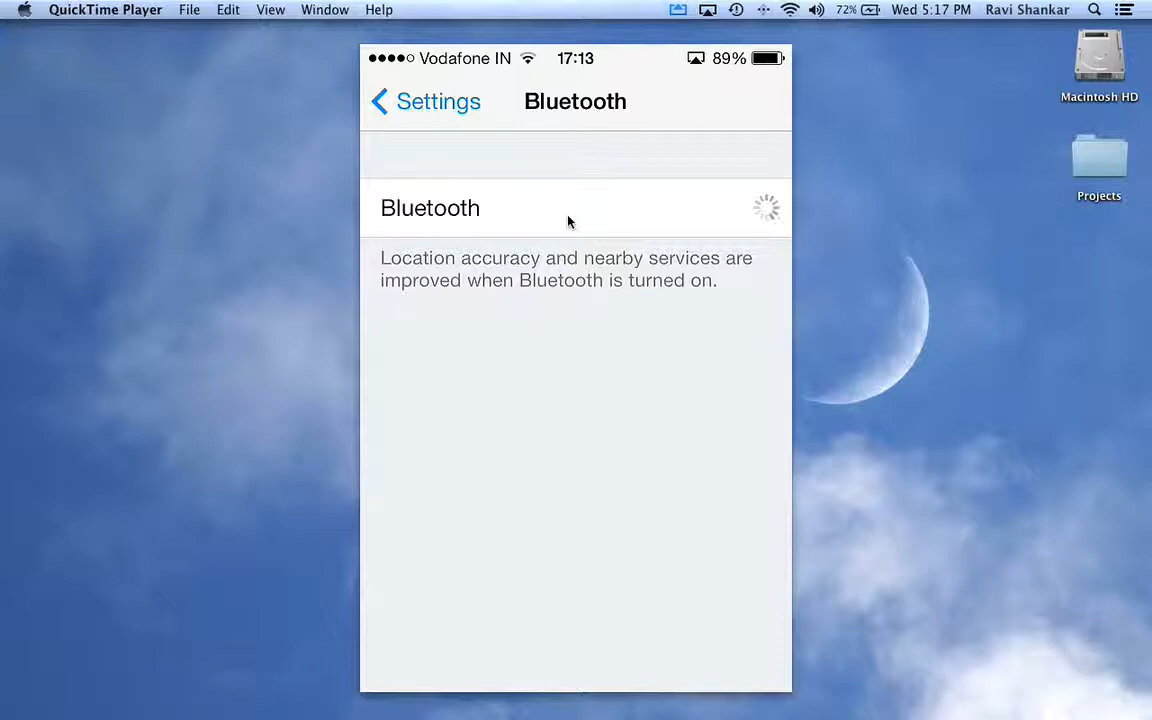 QuickTime Player File Edit View Window Help 72% Wed 5:17 PM Ravi Shankar
Vodafone IN 17:13 89%
Settings Bluetooth
Bluetooth
Location accuracy and nearby services are
improved when Bluetooth is turned on.
Macintosh HD
Projects